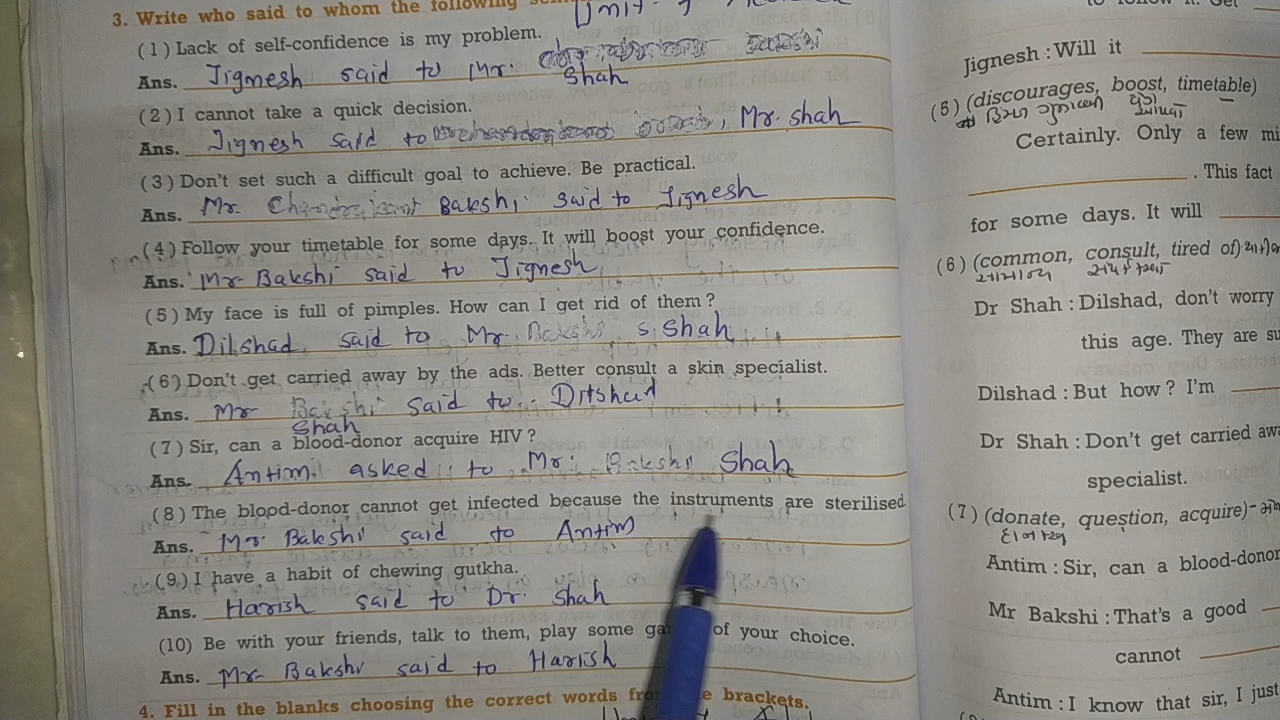 3. Write who said to whom the following
Unit - 7
(1) Lack of self-confidence is my problem.
Ans. Jignesh said to Mr. Shah
(2) I cannot take a quick decision.
Ans. Jignesh said to Mr. shah
(3) Don't set such a difficult goal to achieve. Be practical.
Ans. Mr. Bakshi said to Jignesh
(4) Follow your timetable for some days. It will boost your confidence.
Ans. Mr Bakshi said to Jignesh
(5) My face is full of pimples. How can I get rid of them ?
Ans. Dilshad said to Mr. Bakshi s. Shah
(6) Don't get carried away by the ads. Better consult a skin specialist.
Ans. Mr Bakshi said to Ditshad
Shah
(7) Sir, can a blood-donor acquire HIV ?
Ans. Antim asked to Mr. Bakshi Shah
(8) The blood-donor cannot get infected because the instruments are sterilised
Ans. Mr. Bakshi said to Antim
(9) I have a habit of chewing gutkha.
Ans. Harish said to Dr. Shah
(10) Be with your friends, talk to them, play some of your choice.
Ans. Mr Bakshi said to Harish
4. Fill in the blanks choosing the correct words brackets.
Jignesh : Will it
(5) (discourages, boost, timetable)
Certainly. Only a few
. This fact
for some days. It will
(6) (common, consult, tired of)
Dr Shah : Dilshad, don't worry
this age. They are
Dilshad : But how ? I'm
Dr Shah : Don't get carried
specialist.
(7) (donate, question, acquire)
Antim : Sir, can a blood-donor
Mr Bakshi : That's a good
cannot
Antim : I know that sir, I just